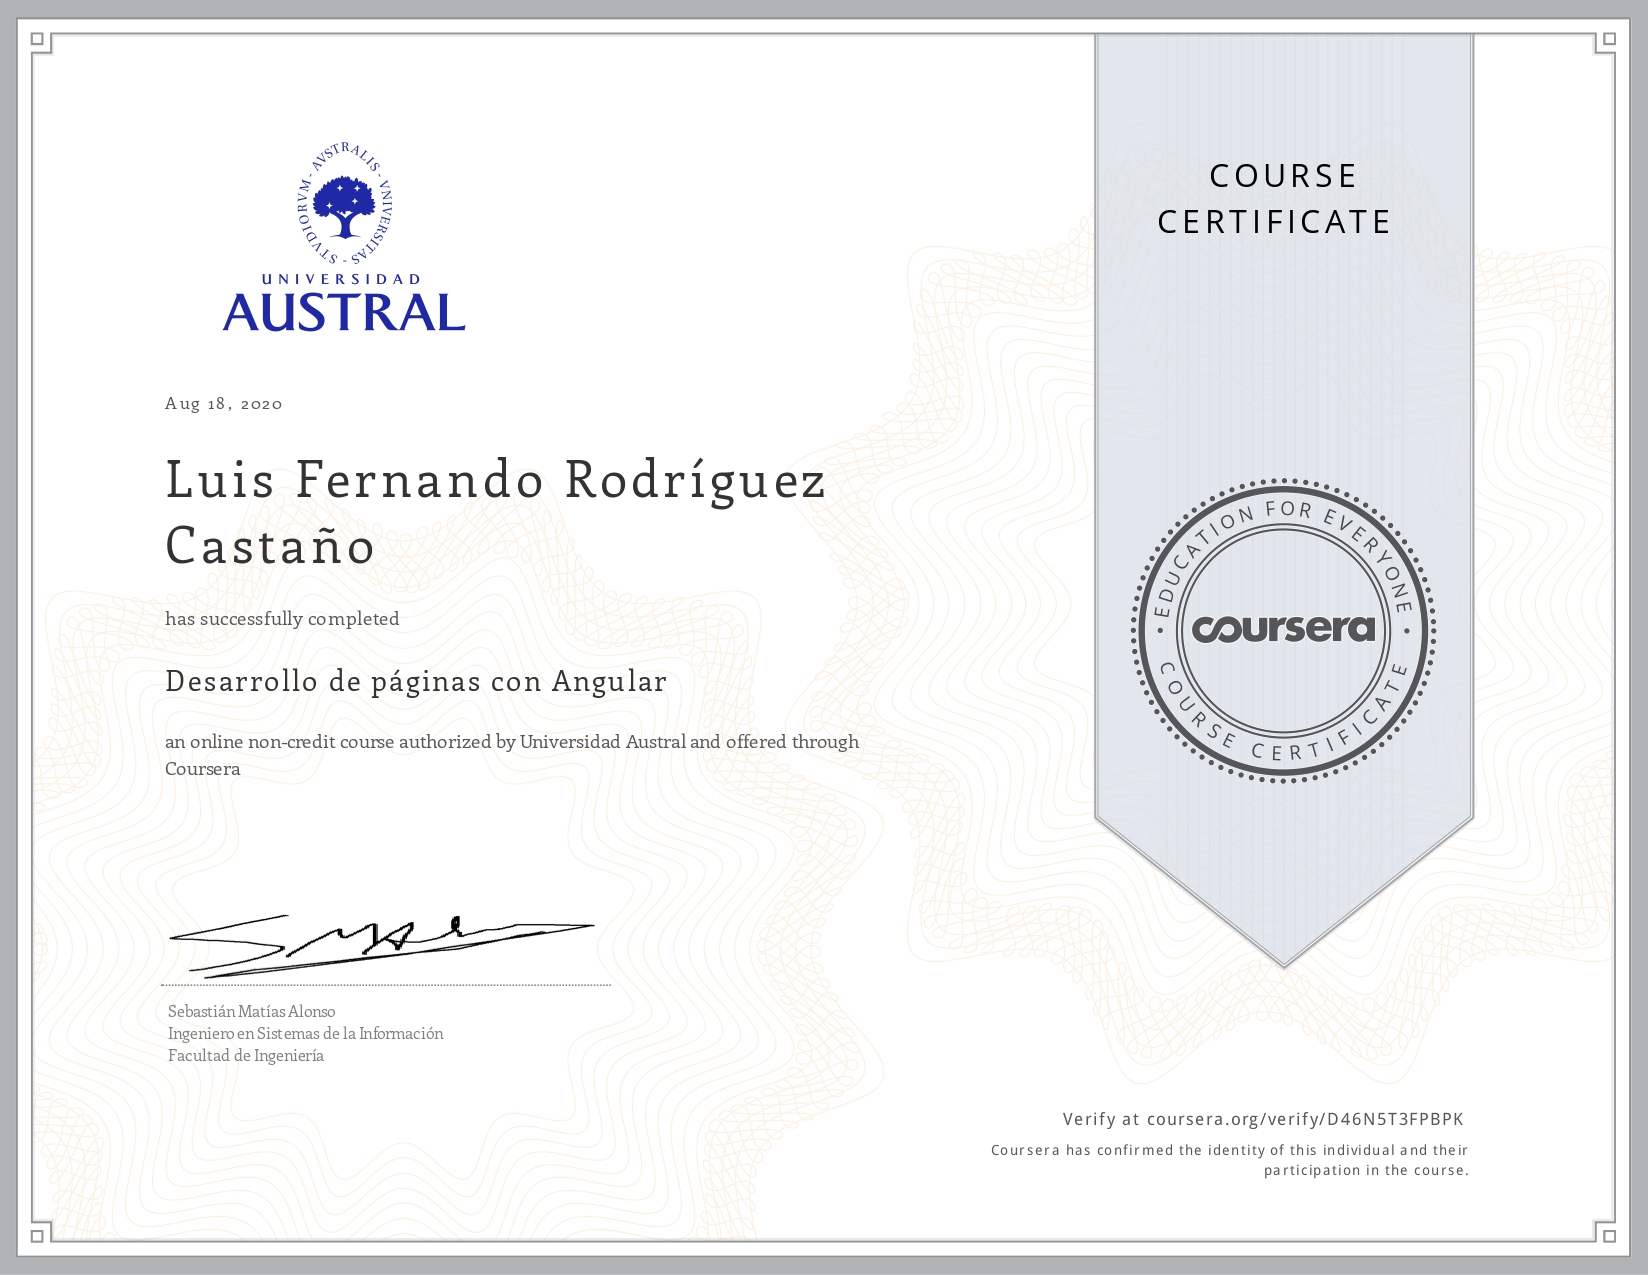 STVDIORVM - AVSTRALIS - VNIVERSITAS -
UNIVERSIDAD
AUSTRAL
COURSE
CERTIFICATE
Aug 18, 2020
Luis Fernando Rodríguez
Castaño
has successfully completed
Desarrollo de páginas con Angular
an online non-credit course authorized by Universidad Austral and offered through
Coursera
EDUCATION FOR EVERYONE
coursera
COURSE CERTIFICATE
Sebastián Matías Alonso
Ingeniero en Sistemas de la Información
Facultad de Ingeniería
Verify at coursera.org/verify/D46N5T3FPBPK
Coursera has confirmed the identity of this individual and their
participation in the course.